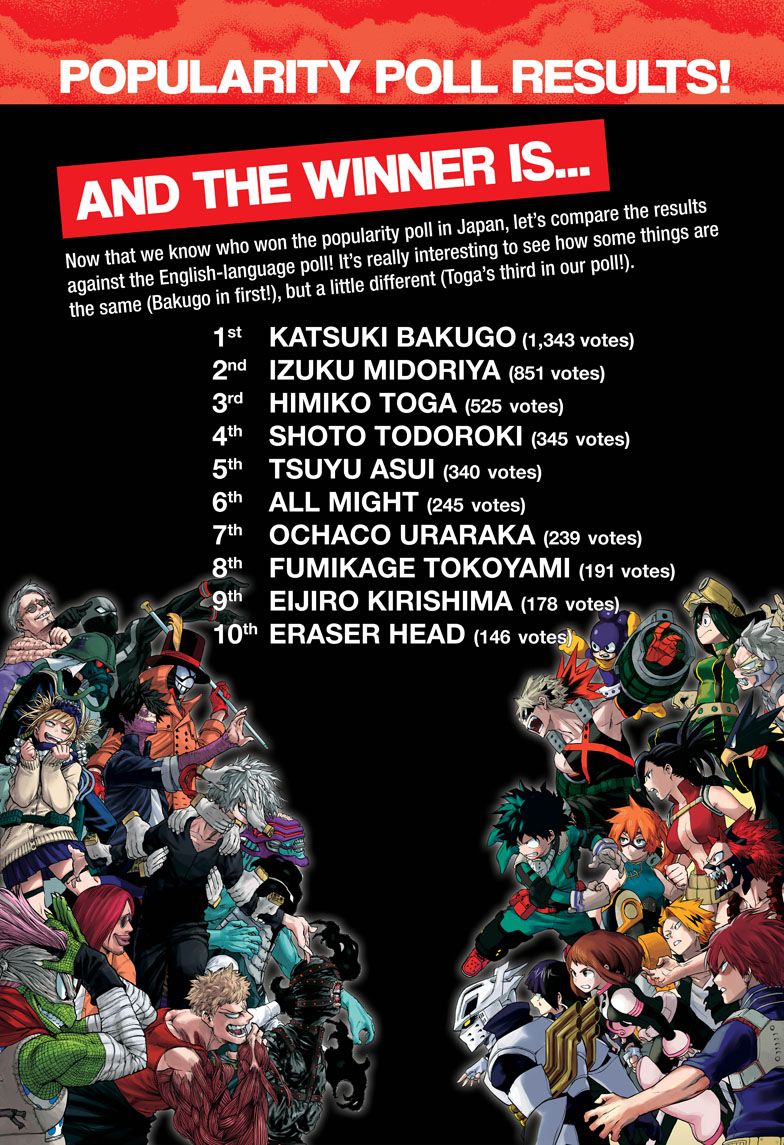 POPULARITY POLL RESULTS!
AND THE WINNER IS...
Now that we know who won the popularity poll in Japan, let's compare the results
against the English-language poll! It's really interesting to see how some things are
the same (Bakugo in first!), but a little different (Toga's third in our poll!).
1st KATSUKI BAKUGO (1,343 votes)
2nd IZUKU MIDORIYA (851 votes)
3rd HIMIKO TOGA (525 votes)
4th SHOTO TODOROKI (345 votes)
5th TSUYU ASUI (340 votes)
6th ALL MIGHT (245 votes)
7th OCHACO URARAKA (239 votes)
8th FUMIKAGE TOKOYAMI (191 votes)
9th EIJIRO KIRISHIMA (178 votes)
10th ERASER HEAD (146 votes)